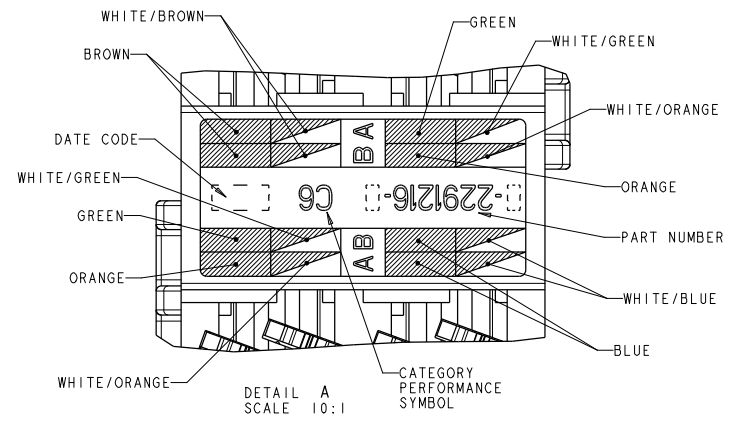 WHITE/BROWN
GREEN
WHITE/GREEN
BROWN
WHITE/ORANGE
DATE CODE
B A
WHITE/GREEN
ORANGE
C6
-2291216-
GREEN
PART NUMBER
A B
ORANGE
WHITE/BLUE
BLUE
WHITE/ORANGE
CATEGORY
PERFORMANCE
SYMBOL
DETAIL A
SCALE 10:1